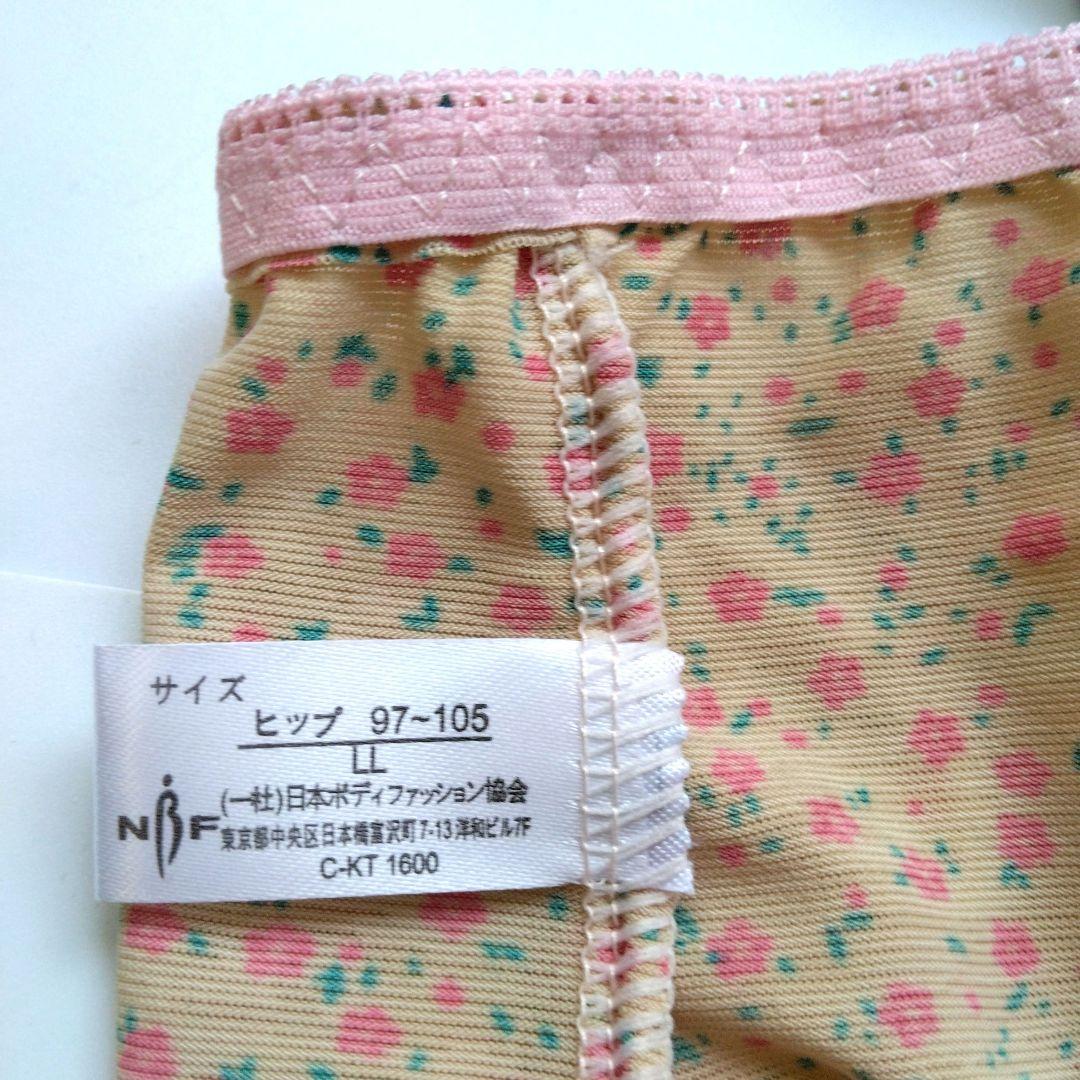 サイズ
ヒップ 97~105
LL
NBF
(一社)日本ボディファッション協会
東京都中央区日本橋富沢町7-13洋和ビル7F
C-KT 1600